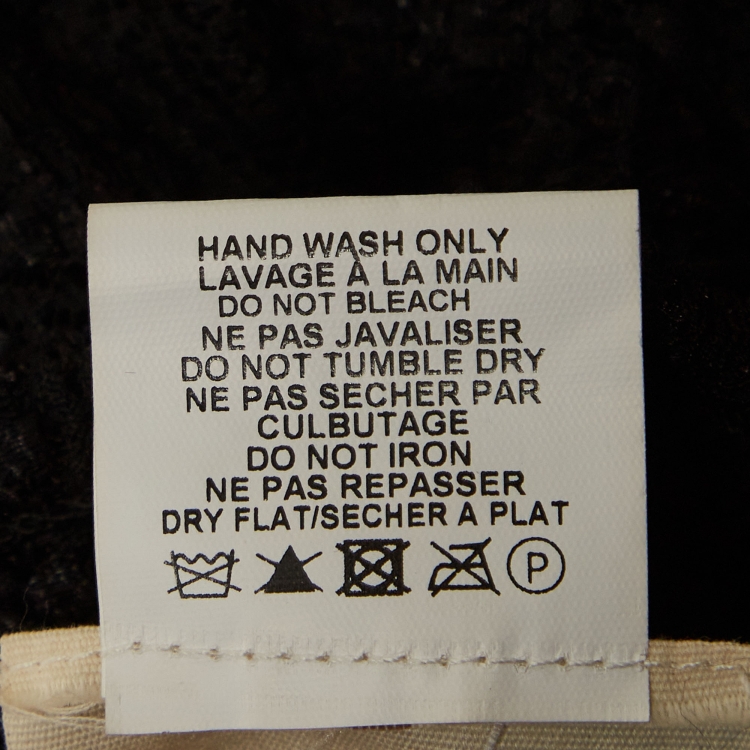 HAND WASH ONLY
LAVAGE À LA MAIN
DO NOT BLEACH
NE PAS JAVALISER
DO NOT TUMBLE DRY
NE PAS SECHER PAR
CULBUTAGE
DO NOT IRON
NE PAS REPASSER
DRY FLAT/SECHER A PLAT
P